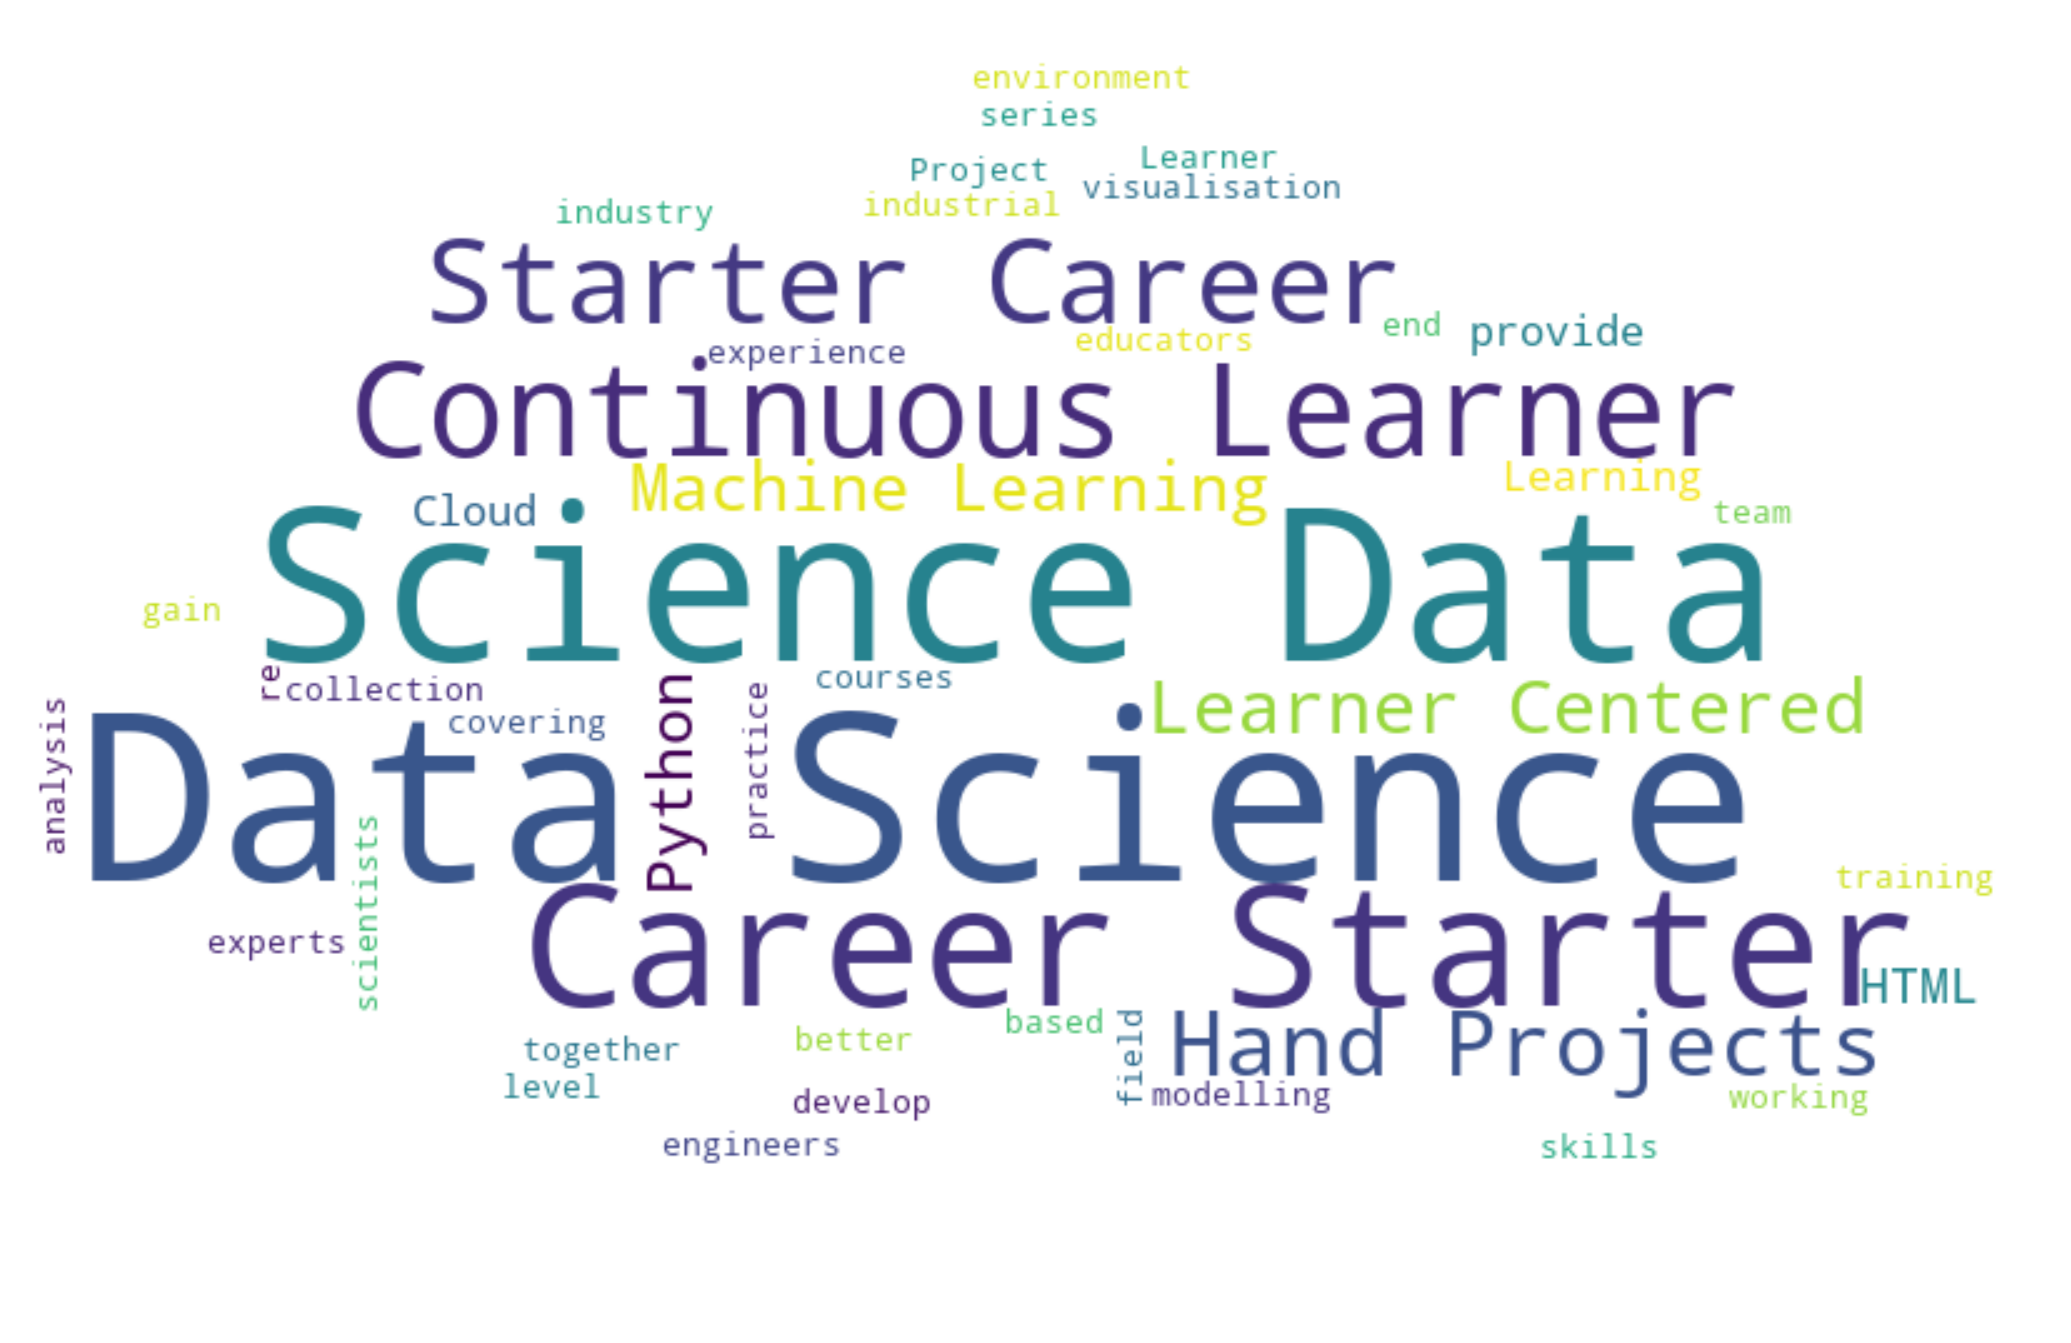 environment
series
Learner
Project
visualisation
industrial
industry
Starter Career
end
provide
educators
experience
Continuous Learner
Machine Learning
Learning
Cloud
team
Science Data
gain
re
collection
courses
Python
practice
Learner Centered
analysis
covering
Data Science
scientists
training
experts
Career Starter
HTML
based
field
Hand Projects
better
together
level
modelling
working
develop
engineers
skills